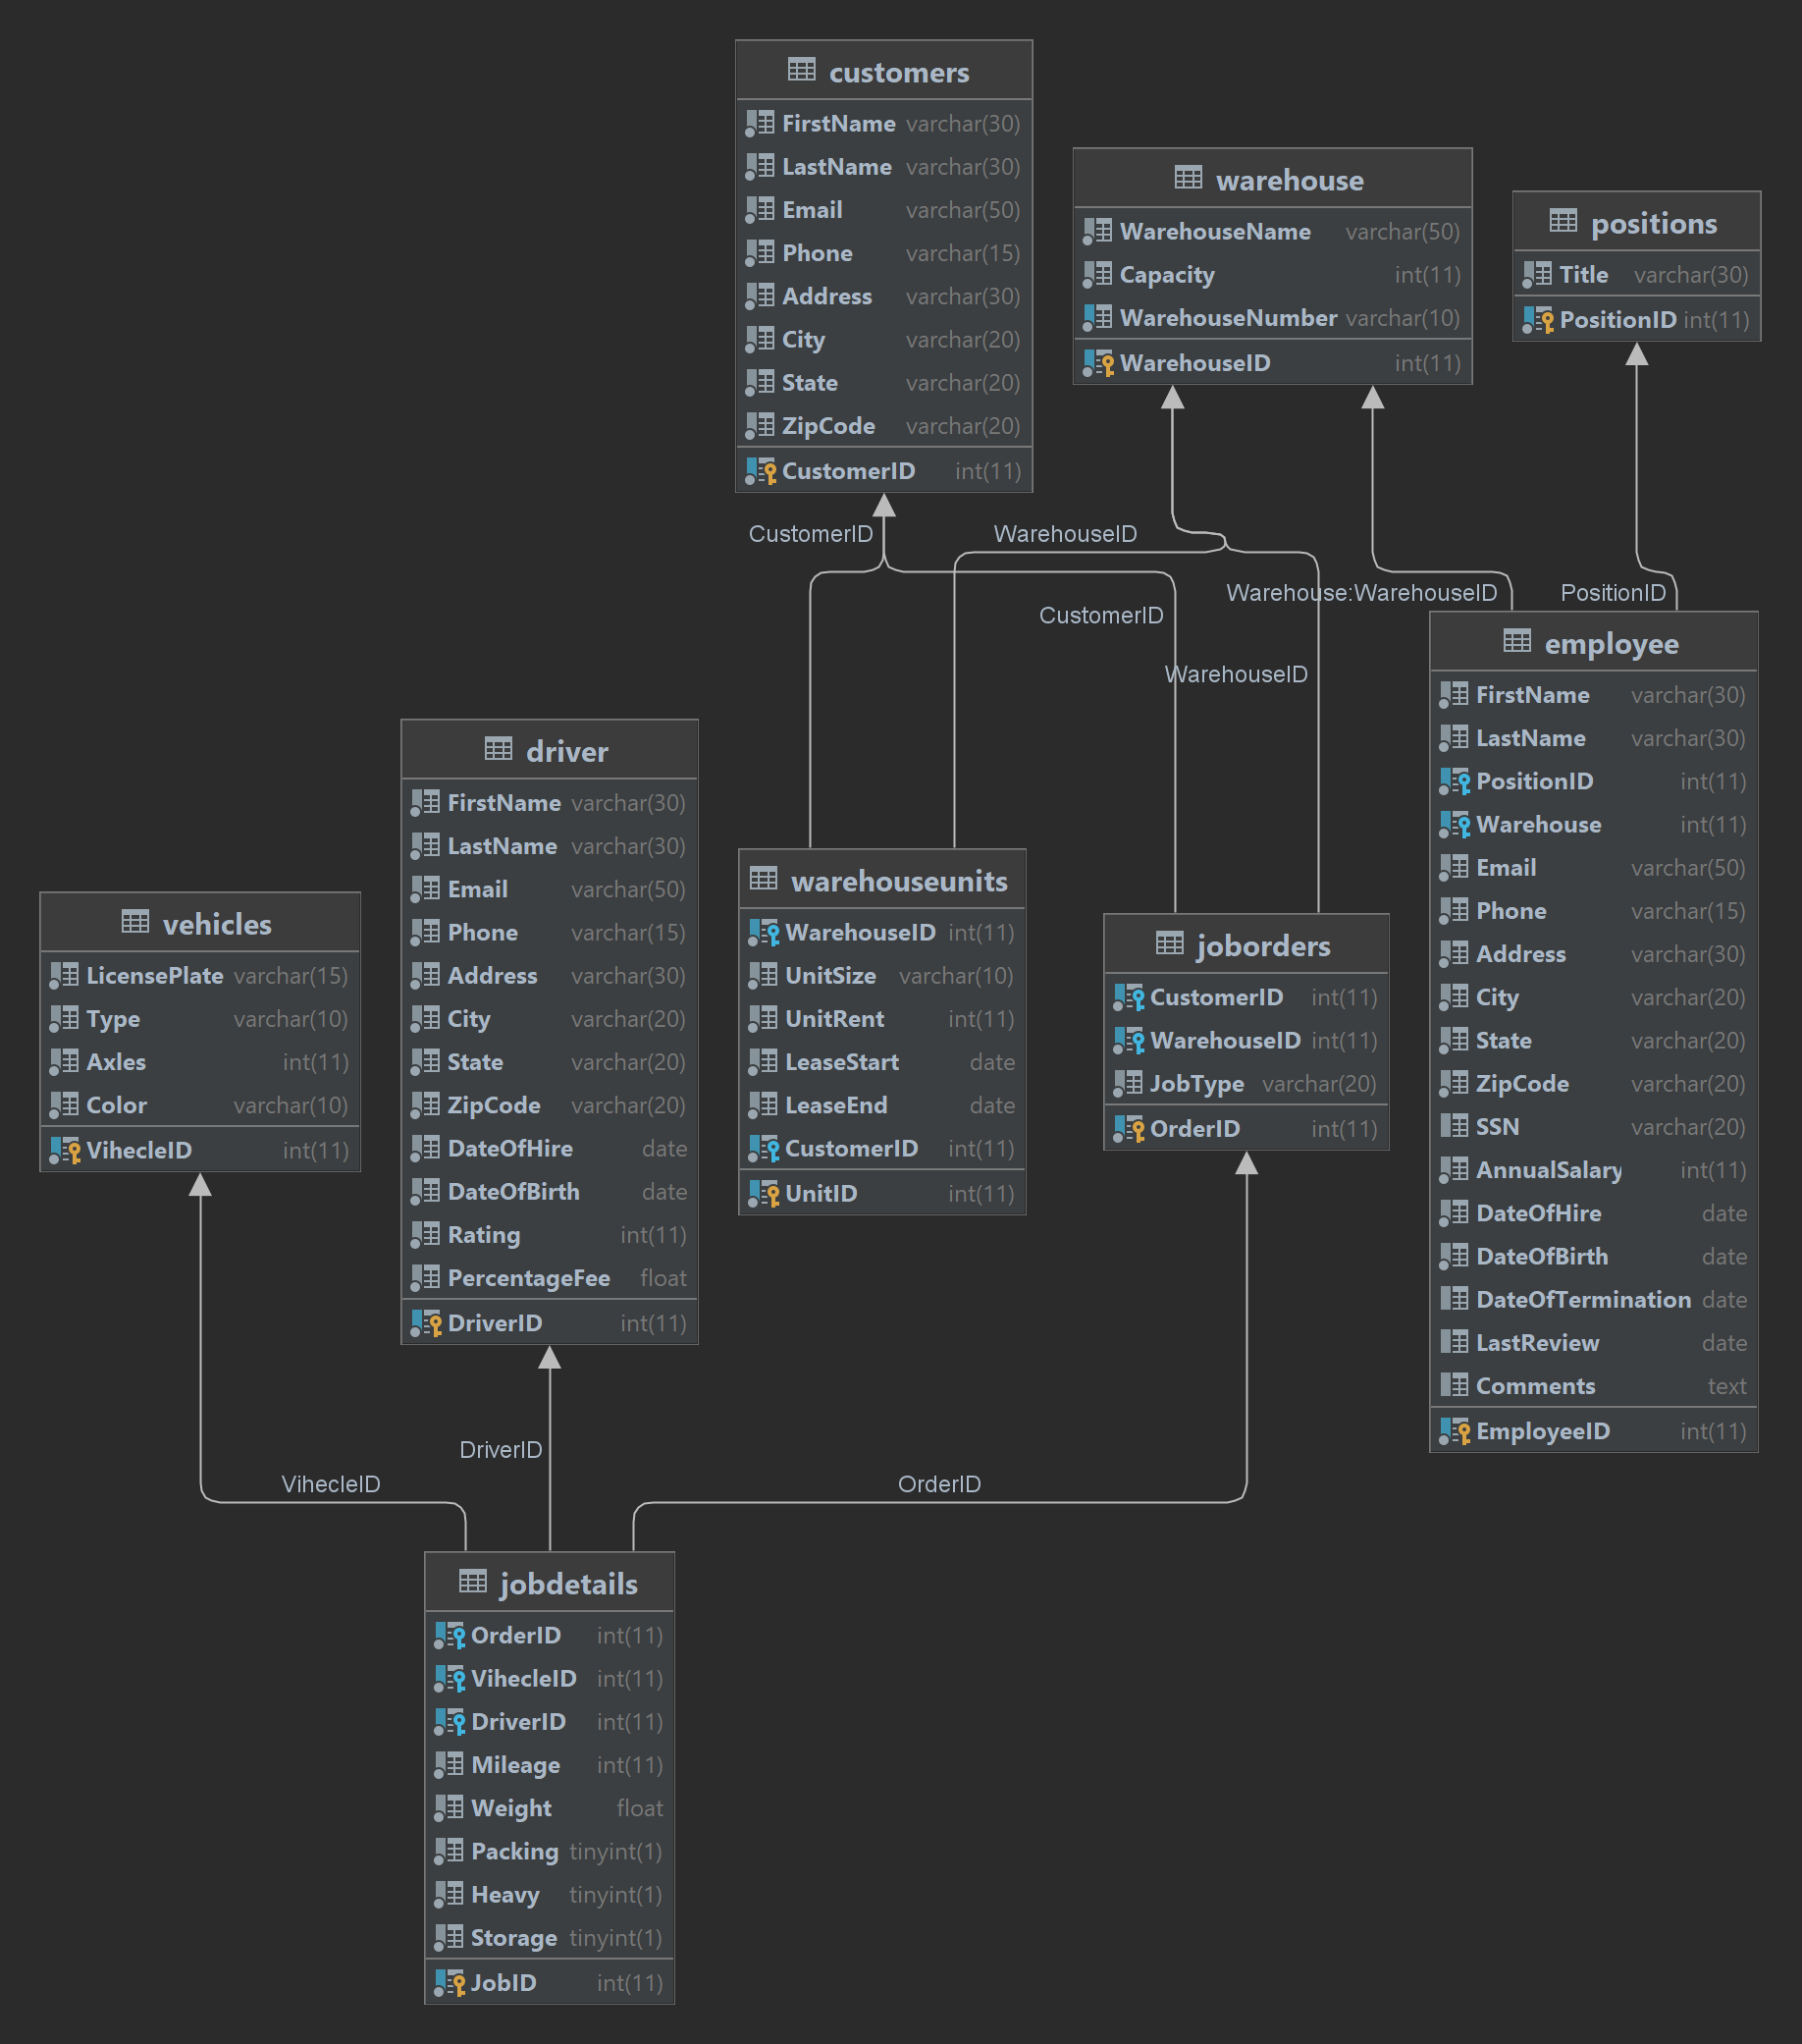 customers
FirstName varchar(30)
LastName varchar(30)
Email varchar(50)
Phone varchar(15)
Address varchar(30)
City varchar(20)
State varchar(20)
ZipCode varchar(20)
CustomerID int(11)
warehouse
WarehouseName varchar(50)
Capacity int(11)
WarehouseNumber varchar(10)
WarehouseID int(11)
positions
Title varchar(30)
PositionID int(11)
CustomerID
WarehouseID
CustomerID
WarehouseID
Warehouse:WarehouseID
PositionID
employee
FirstName varchar(30)
LastName varchar(30)
PositionID int(11)
Warehouse int(11)
Email varchar(50)
Phone varchar(15)
Address varchar(30)
City varchar(20)
State varchar(20)
ZipCode varchar(20)
SSN varchar(20)
AnnualSalary int(11)
DateOfHire date
DateOfBirth date
DateOfTermination date
LastReview date
Comments text
EmployeeID int(11)
driver
FirstName varchar(30)
LastName varchar(30)
Email varchar(50)
Phone varchar(15)
Address varchar(30)
City varchar(20)
State varchar(20)
ZipCode varchar(20)
DateOfHire date
DateOfBirth date
Rating int(11)
PercentageFee float
DriverID int(11)
warehouseunits
WarehouseID int(11)
UnitSize varchar(10)
UnitRent int(11)
LeaseStart date
LeaseEnd date
CustomerID int(11)
UnitID int(11)
joborders
CustomerID int(11)
WarehouseID int(11)
JobType varchar(20)
OrderID int(11)
vehicles
LicensePlate varchar(15)
Type varchar(10)
Axles int(11)
Color varchar(10)
VihecleID int(11)
VihecleID
DriverID
OrderID
jobdetails
OrderID int(11)
VihecleID int(11)
DriverID int(11)
Mileage int(11)
Weight float
Packing tinyint(1)
Heavy tinyint(1)
Storage tinyint(1)
JobID int(11)